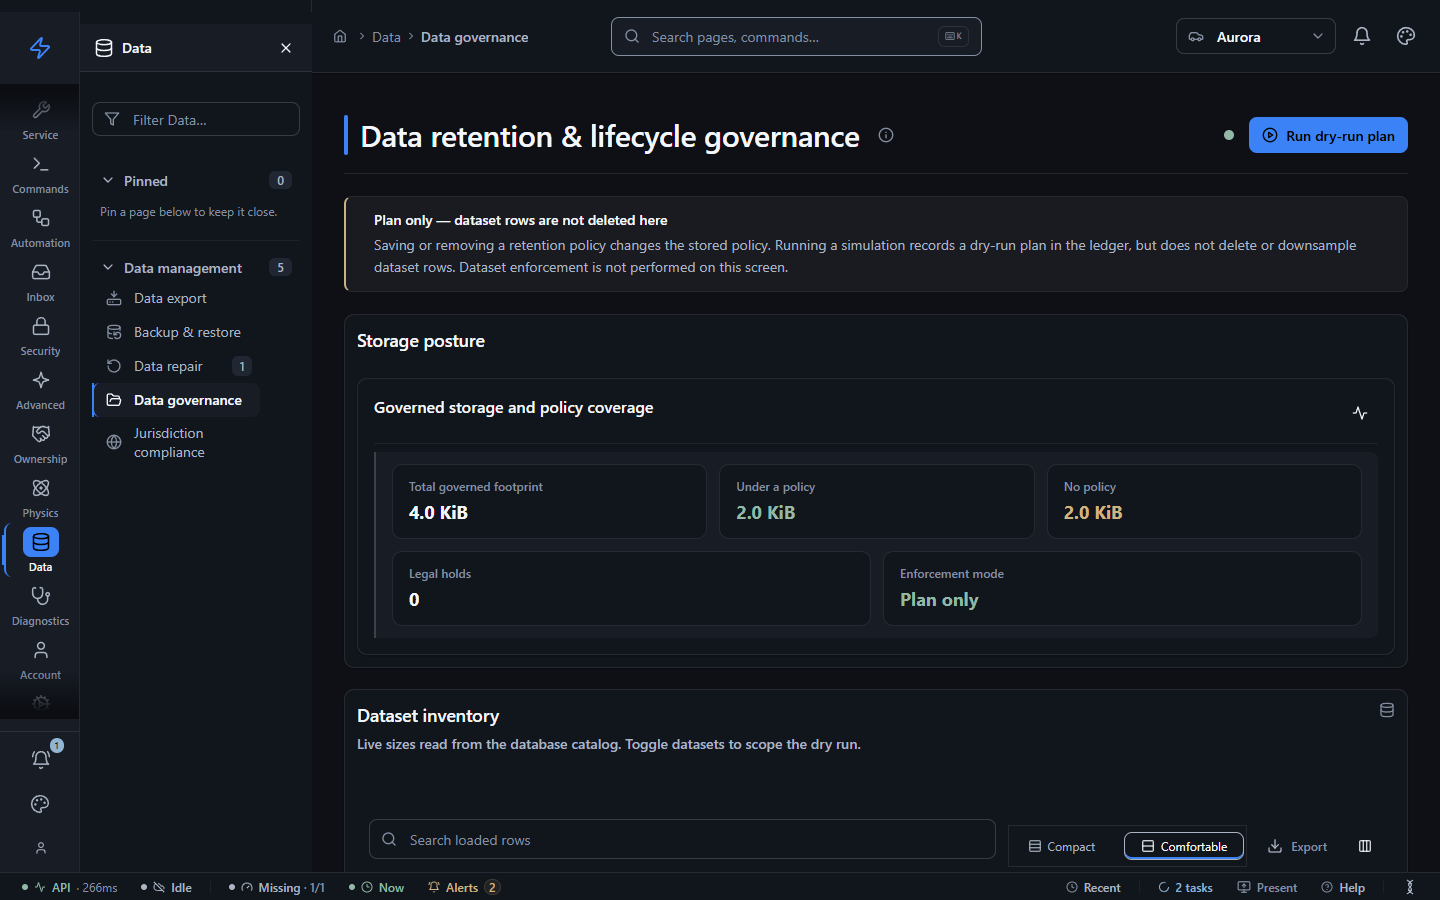 Data
Data
Data governance
Search pages, commands...
K
Aurora
Service
Commands
Automation
Inbox
Security
Advanced
Ownership
Physics
Data
Diagnostics
Account
1
Filter Data...
Pinned
0
Pin a page below to keep it close.
Data management
5
Data export
Backup & restore
Data repair
1
Data governance
Jurisdiction
compliance
Data retention & lifecycle governance
Run dry-run plan
Plan only — dataset rows are not deleted here
Saving or removing a retention policy changes the stored policy. Running a simulation records a dry-run plan in the ledger, but does not delete or downsample
dataset rows. Dataset enforcement is not performed on this screen.
Storage posture
Governed storage and policy coverage
Total governed footprint
4.0 KiB
Under a policy
2.0 KiB
No policy
2.0 KiB
Legal holds
0
Enforcement mode
Plan only
Dataset inventory
Live sizes read from the database catalog. Toggle datasets to scope the dry run.
Search loaded rows
Compact
Comfortable
Export
API · 266ms
Idle
Missing · 1/1
Now
Alerts 2
Recent
2 tasks
Present
Help